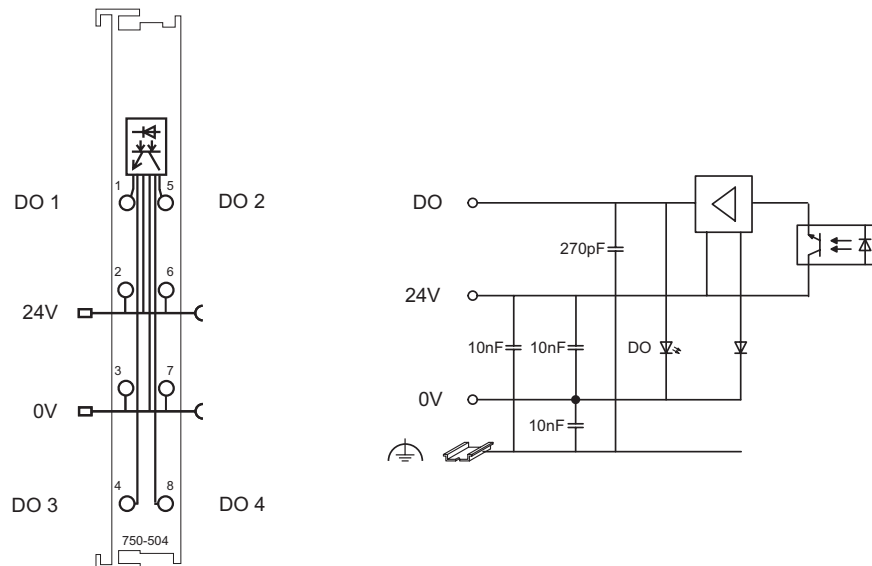 1 5
DO 1 DO 2
2 6
24V
3 7
0V
4 8
DO 3 DO 4
750-504
DO
270pF
24V
10nF 10nF DO
0V
10nF